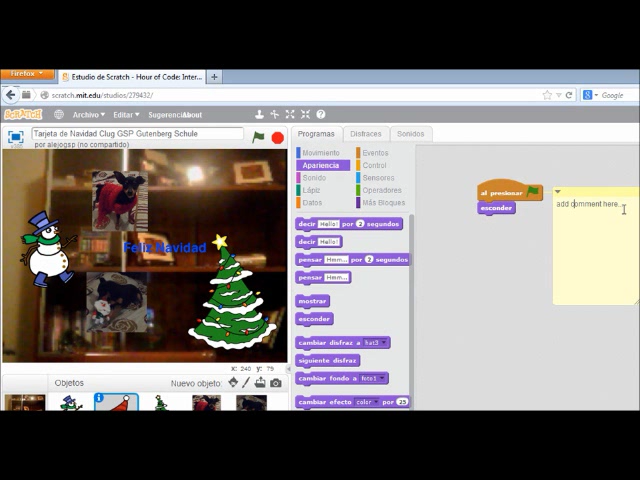 Firefox
Estudio de Scratch - Hour of Code: Inter...
scratch.mit.edu/studios/279432/
Google
SCRATCH
Archivo
Editar
Sugerencias
About
Tarjeta de Navidad Clug GSP Gutenberg Schule
por alejogsp (no compartido)
Programas
Disfraces
Sonidos
Movimiento
Eventos
Apariencia
Control
Sonido
Sensores
Lápiz
Operadores
Datos
Más Bloques
al presionar
esconder
add comment here...
Feliz Navidad
decir Hello! por 2 segundos
decir Hello!
pensar Hmm... por 2 segundos
pensar Hmm...
mostrar
esconder
cambiar disfraz a hat3
siguiente disfraz
cambiar fondo a foto1
cambiar efecto color por 25
x: 240 y: 79
Objetos
Nuevo objeto: